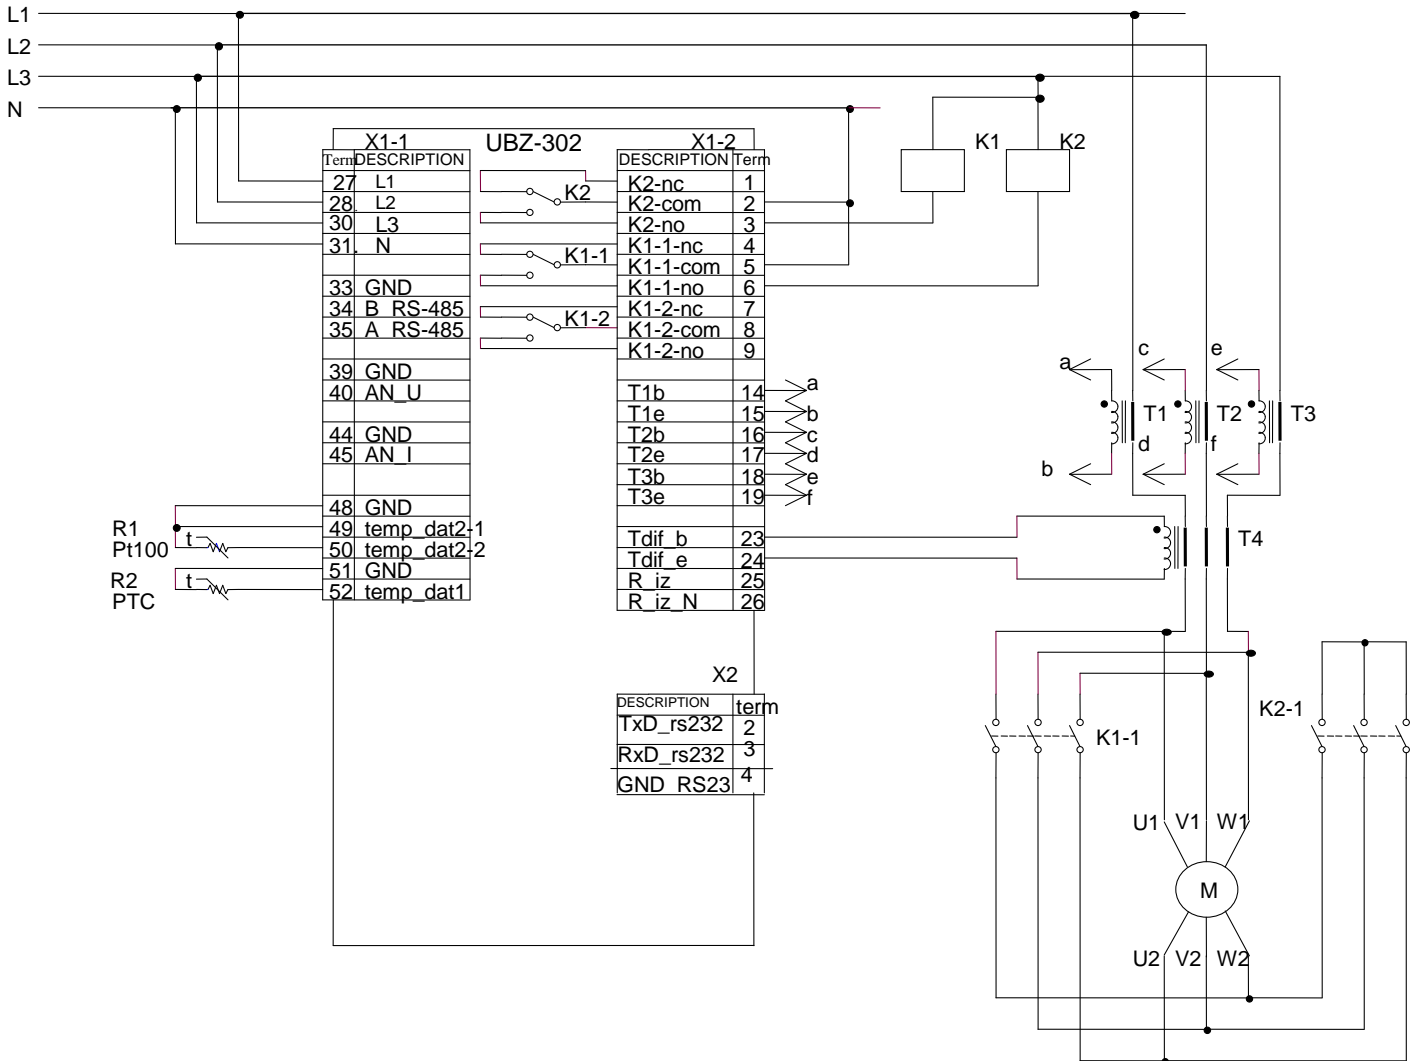 L1
L2
L3
N
X1-1 UBZ-302 X1-2
Term DESCRIPTION
27 L1
28. L2
30 L3
31. N
33 GND
34 B RS-485
35 A RS-485
39 GND
40 AN_U
44 GND
45 AN_I
48 GND
49 temp_dat2-1
50 temp_dat2-2
51 GND
52 temp_dat1
R1
Pt100
t
R2
PTC
t
K2
K1-1
K1-2
DESCRIPTION Term
K2-nc 1
K2-com 2
K2-no 3
K1-1-nc 4
K1-1-com 5
K1-1-no 6
K1-2-nc 7
K1-2-com 8
K1-2-no 9
T1b 14 a
T1e 15 b
T2b 16 c
T2e 17 d
T3b 18 e
T3e 19 f
Tdif_b 23
Tdif_e 24
R_iz 25
R_iz_N 26
X2
DESCRIPTION term
TxD_rs232 2
RxD_rs232 3
GND RS23 4
K1 K2
a c e
T1 T2 T3
b d f
T4
K1-1
K2-1
U1 V1 W1
M
U2 V2 W2